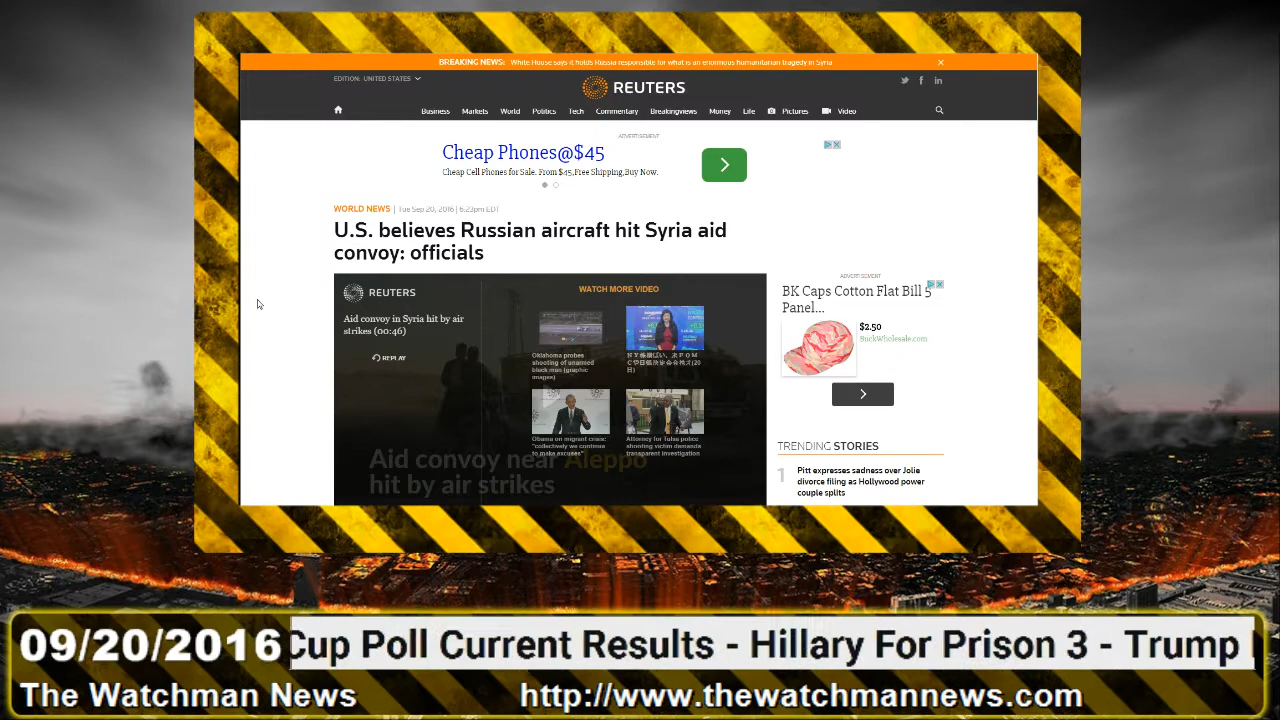 BREAKING NEWS: White House says it holds Russia responsible for what is an enormous humanitarian tragedy in Syria
EDITION: UNITED STATES
REUTERS
Business Markets World Politics Tech Commentary Breakingviews Money Life Pictures Video
ADVERTISEMENT
Cheap Phones@$45
Cheap Cell Phones for Sale. From $45,Free Shipping,Buy Now.
WORLD NEWS | Tue Sep 20, 2016 | 6:23pm EDT
U.S. believes Russian aircraft hit Syria aid
convoy: officials
REUTERS
Aid convoy in Syria hit by air
strikes (00:46)
REPLAY
WATCH MORE VIDEO
Oklahoma probes
shooting of unarmed
black man (graphic
images)
Obama on migrant crisis:
"collectively we continue
to make excuses"
Attorney for Tulsa police
shooting victim demands
transparent investigation
Aid convoy near Aleppo
hit by air strikes
ADVERTISEMENT
BK Caps Cotton Flat Bill 5
Panel...
$2.50
BuckWholesale.com
TRENDING STORIES
1
Pitt expresses sadness over Jolie
divorce filing as Hollywood power
couple splits
09/20/2016 Cup Poll Current Results - Hillary For Prison 3 - Trump
The Watchman News http://www.thewatchmannews.com